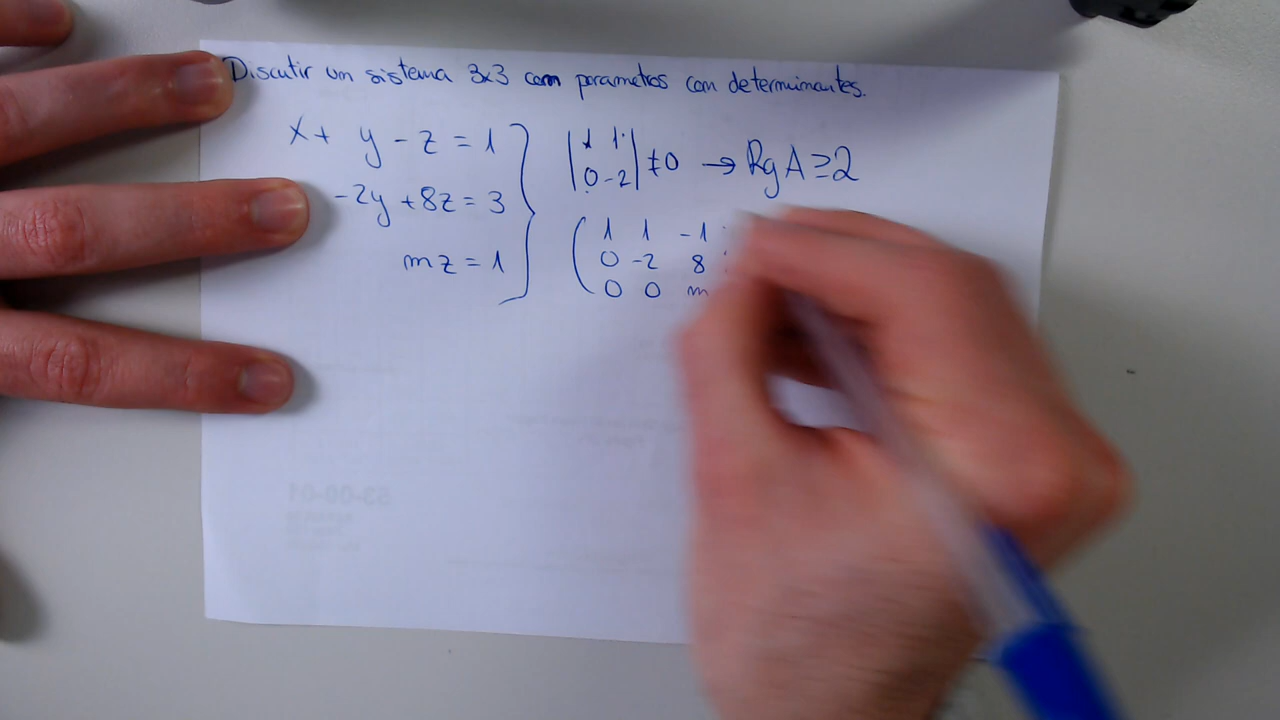 Discutir un sistema 3x3 com parametros con determinantes.
x + y - z = 1
-2y + 8z = 3
mz = 1
| 1 1 |
| 0 -2 | ≠ 0 → Rg A ≥ 2
1 1 -1
0 -2 8
0 0 m